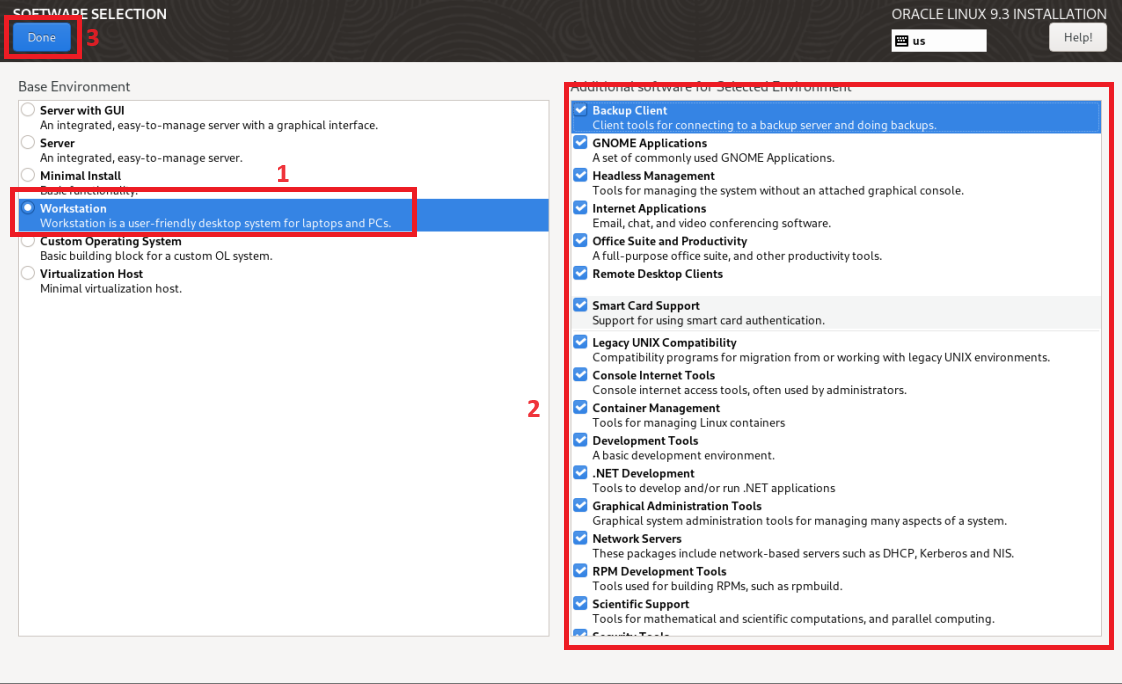 SOFTWARE SELECTION
Done
3
ORACLE LINUX 9.3 INSTALLATION
us
Help!
Base Environment
Server with GUI
An integrated, easy-to-manage server with a graphical interface.
Server
An integrated, easy-to-manage server.
Minimal Install
Basic functionality.
1
Workstation
Workstation is a user-friendly desktop system for laptops and PCs.
Custom Operating System
Basic building block for a custom OL system.
Virtualization Host
Minimal virtualization host.
2
Additional software for Selected Environment
Backup Client
Client tools for connecting to a backup server and doing backups.
GNOME Applications
A set of commonly used GNOME Applications.
Headless Management
Tools for managing the system without an attached graphical console.
Internet Applications
Email, chat, and video conferencing software.
Office Suite and Productivity
A full-purpose office suite, and other productivity tools.
Remote Desktop Clients
Smart Card Support
Support for using smart card authentication.
Legacy UNIX Compatibility
Compatibility programs for migration from or working with legacy UNIX environments.
Console Internet Tools
Console internet access tools, often used by administrators.
Container Management
Tools for managing Linux containers
Development Tools
A basic development environment.
.NET Development
Tools to develop and/or run .NET applications
Graphical Administration Tools
Graphical system administration tools for managing many aspects of a system.
Network Servers
These packages include network-based servers such as DHCP, Kerberos and NIS.
RPM Development Tools
Tools used for building RPMs, such as rpmbuild.
Scientific Support
Tools for mathematical and scientific computations, and parallel computing.
Security Tools